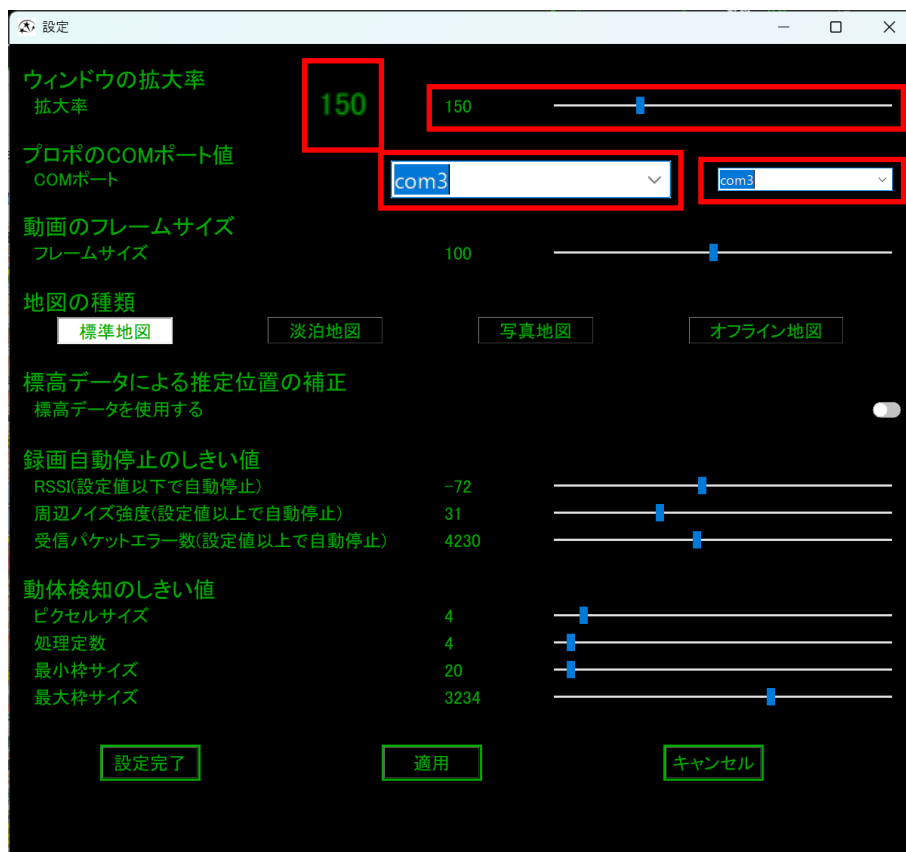 設定
ウィンドウの拡大率
拡大率 150 150
プロポのCOMポート値
COMポート com3 com3
動画のフレームサイズ
フレームサイズ 100
地図の種類
標準地図 淡泊地図 写真地図 オフライン地図
標高データによる推定位置の補正
標高データを使用する
録画自動停止のしきい値
RSSI(設定値以下で自動停止) -72
周辺ノイズ強度(設定値以上で自動停止) 31
受信パケットエラー数(設定値以上で自動停止) 4230
動体検知のしきい値
ピクセルサイズ 4
処理定数 4
最小枠サイズ 20
最大枠サイズ 3234
設定完了 適用 キャンセル